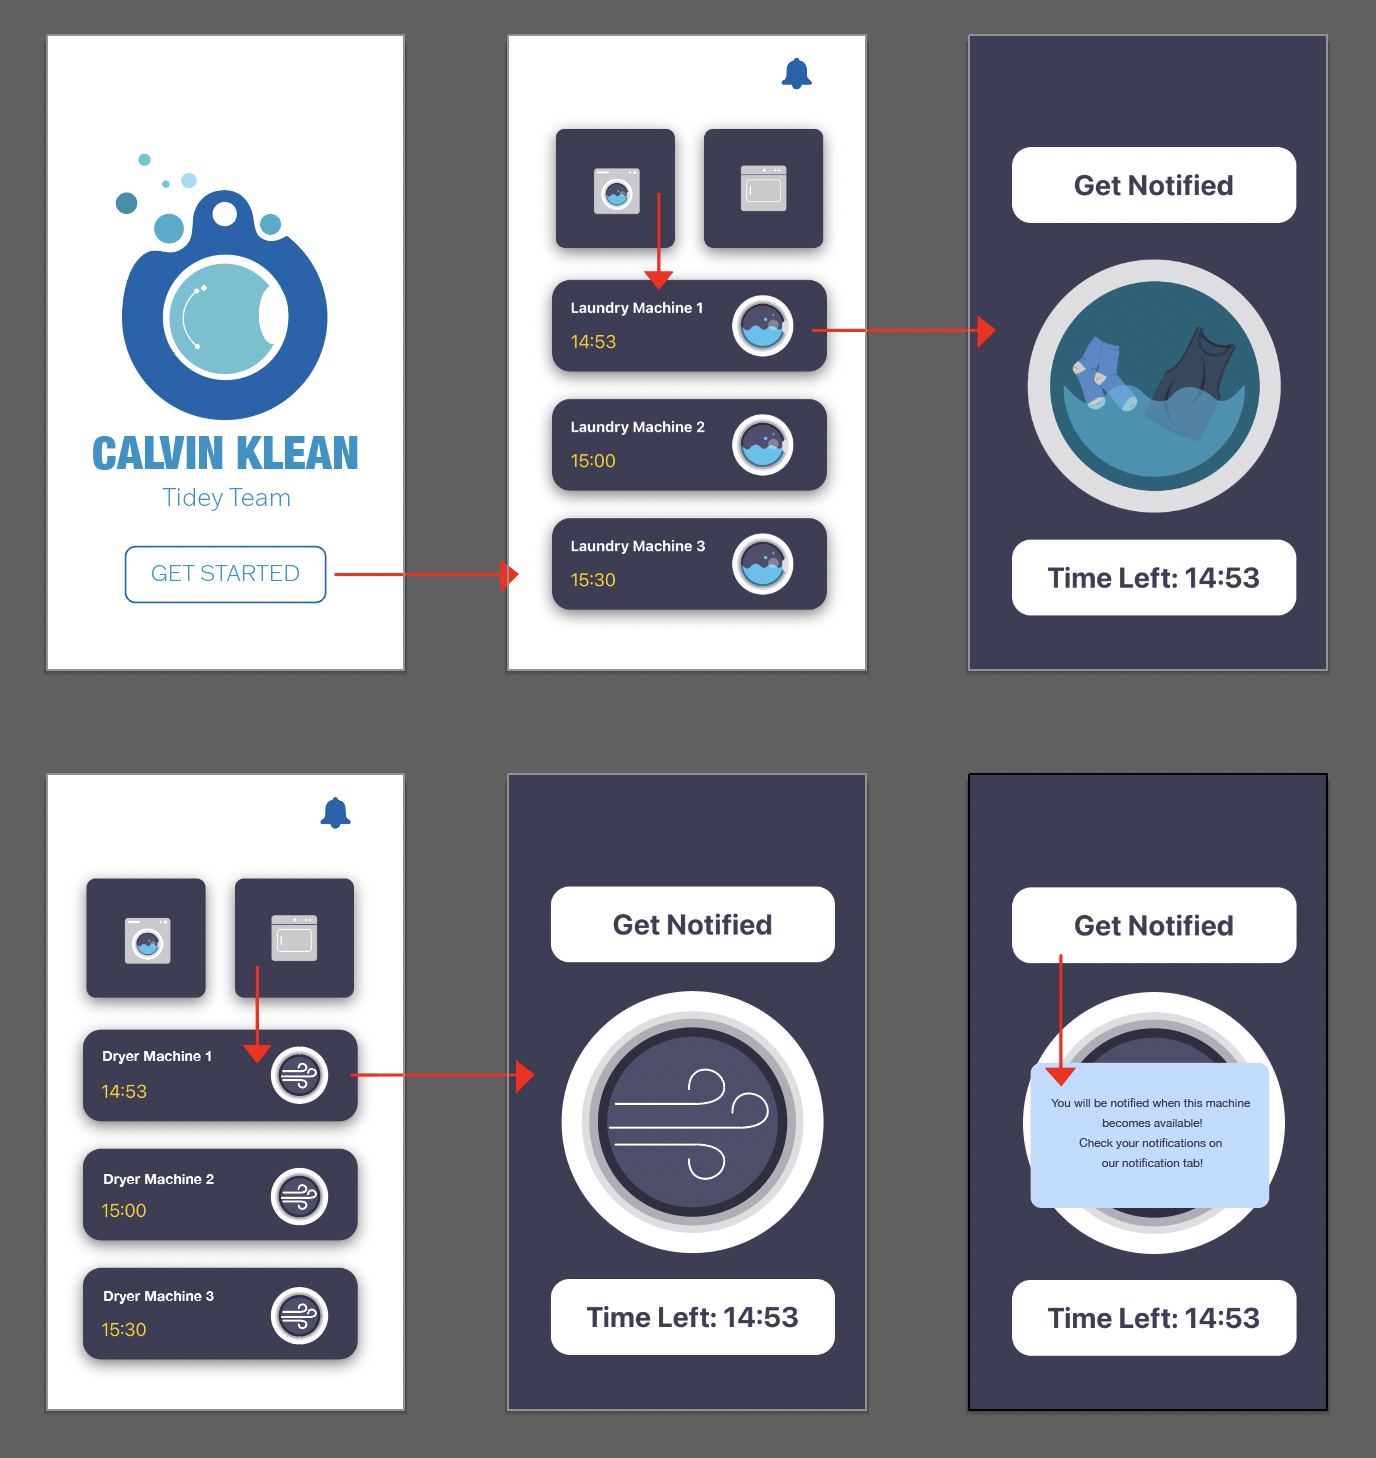 CALVIN KLEAN
Tidey Team
GET STARTED
Laundry Machine 1
14:53
Laundry Machine 2
15:00
Laundry Machine 3
15:30
Get Notified
Time Left: 14:53
Dryer Machine 1
14:53
Dryer Machine 2
15:00
Dryer Machine 3
15:30
Get Notified
Time Left: 14:53
Get Notified
You will be notified when this machine
becomes available!
Check your notifications on
our notification tab!
Time Left: 14:53